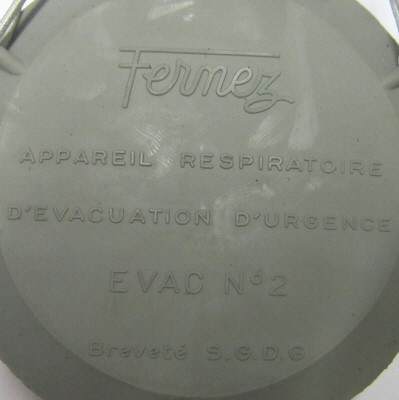 Fernez
APPAREIL RESPIRATOIRE
D'EVACUATION D'URGENCE
EVAC N° 2
Breveté S.G.D.G